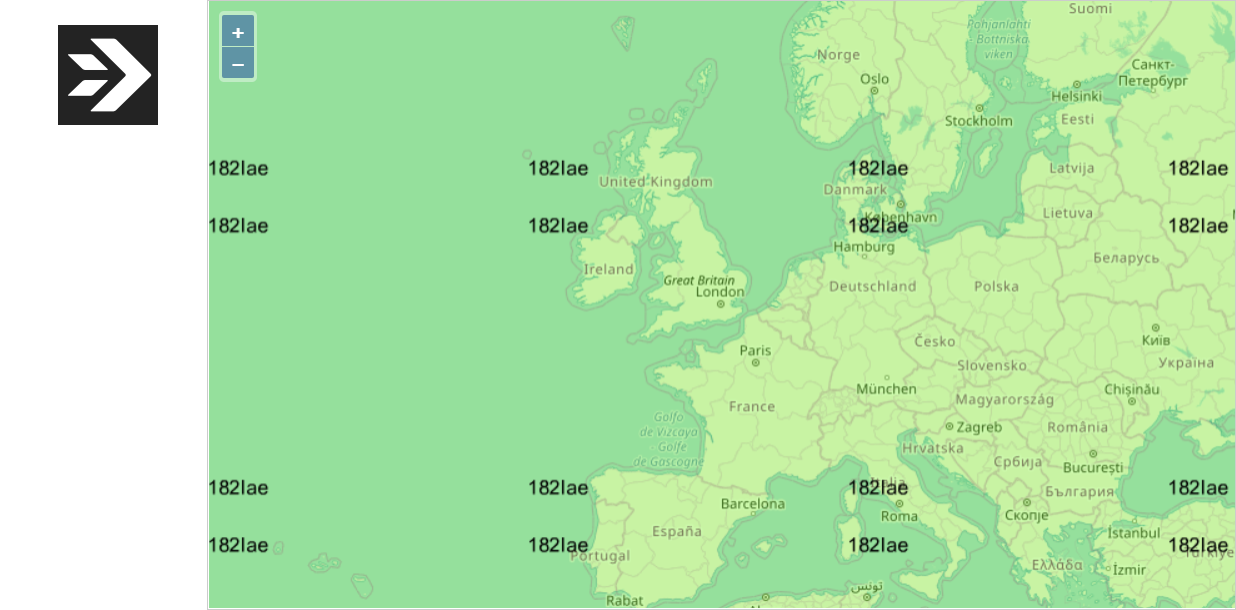 +
−
Suomi
Pohjanlahti
- Bottniska
viken
Norge
Санкт-
Петербург
Oslo
Helsinki
Stockholm
Eesti
182lae 182lae 182lae 182lae
United Kingdom
Danmark
Latvija
København
Lietuva
182lae 182lae 182lae 182lae
Hamburg
Беларусь
Ireland
Great Britain
London
Deutschland
Polska
Київ
Česko
Paris
Slovensko
Україна
München
Chișinău
France
Magyarország
Golfo
de Vizcaya
- Golfe
de Gascogne
Zagreb
România
Hrvatska
Србија
București
Italia
182lae 182lae 182lae 182lae
България
Barcelona
Roma
Скопје
España
İstanbul
182lae 182lae 182lae 182lae
Portugal
Türkiye
Ελλάδα
İzmir
تونس
Rabat